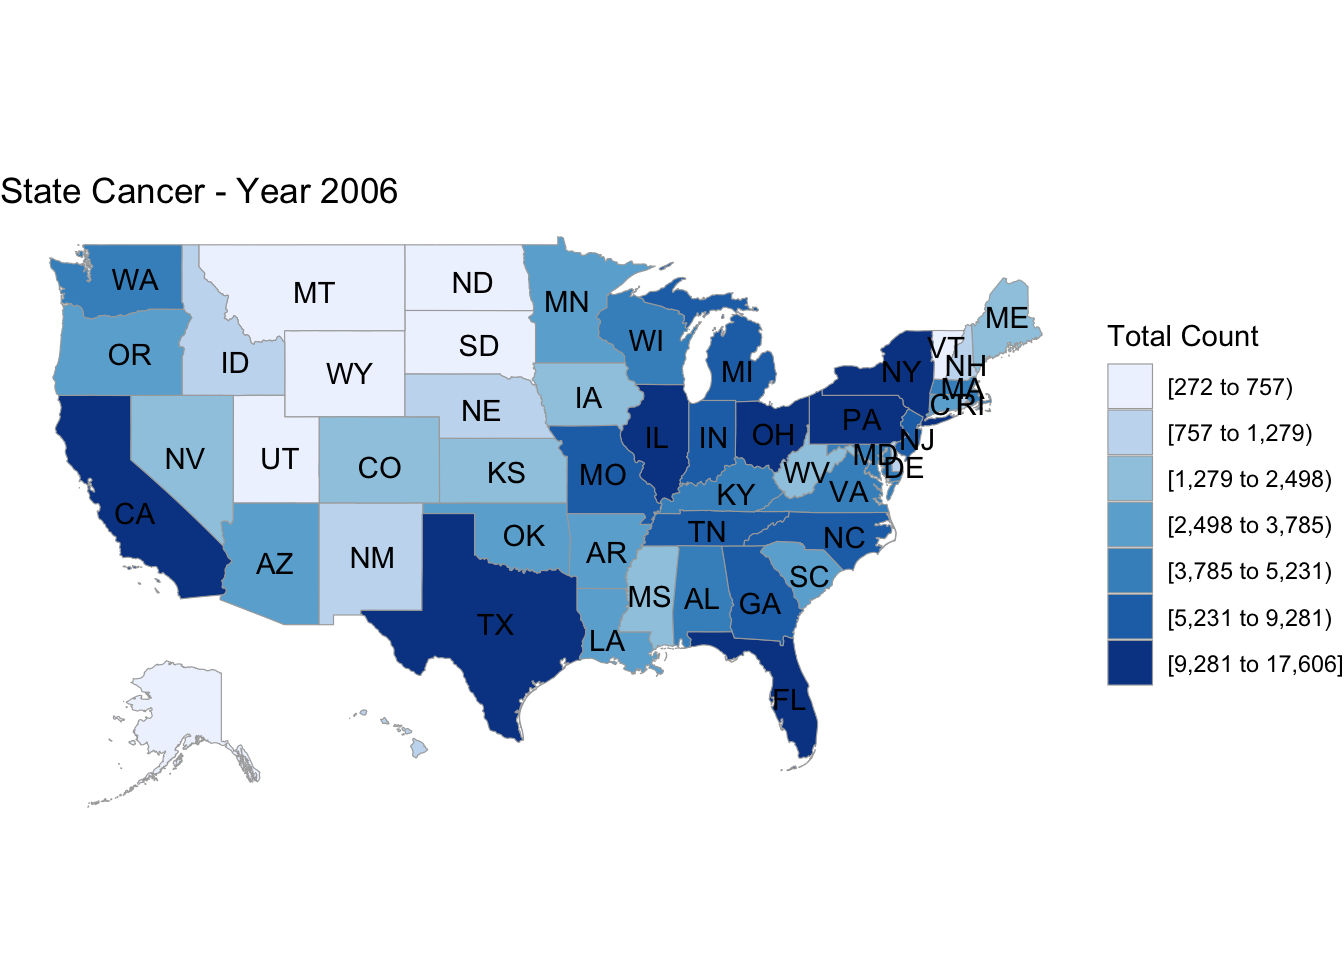 State Cancer - Year 2006
WA
MT
ND
MN
ME
OR
ID
WY
SD
WI
MI
NY
VT
NH
MA
CT
RI
NE
IA
PA
NJ
NV
UT
CO
KS
MO
IL
IN
OH
WV
MD
DE
VA
KY
CA
AZ
NM
OK
AR
TN
NC
SC
TX
LA
MS
AL
GA
FL
Total Count
[272 to 757)
[757 to 1,279)
[1,279 to 2,498)
[2,498 to 3,785)
[3,785 to 5,231)
[5,231 to 9,281)
[9,281 to 17,606]